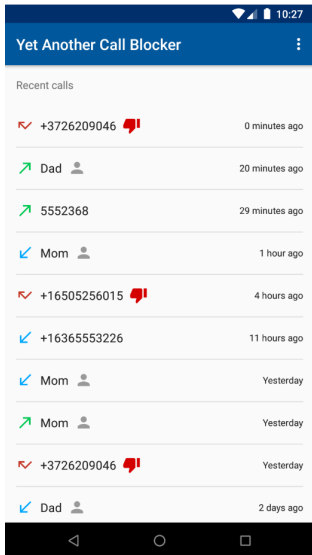 10:27
Yet Another Call Blocker
Recent calls
+3726209046 0 minutes ago
Dad 20 minutes ago
5552368 29 minutes ago
Mom 1 hour ago
+16505256015 4 hours ago
+16365553226 11 hours ago
Mom Yesterday
Mom Yesterday
+3726209046 Yesterday
Dad 2 days ago